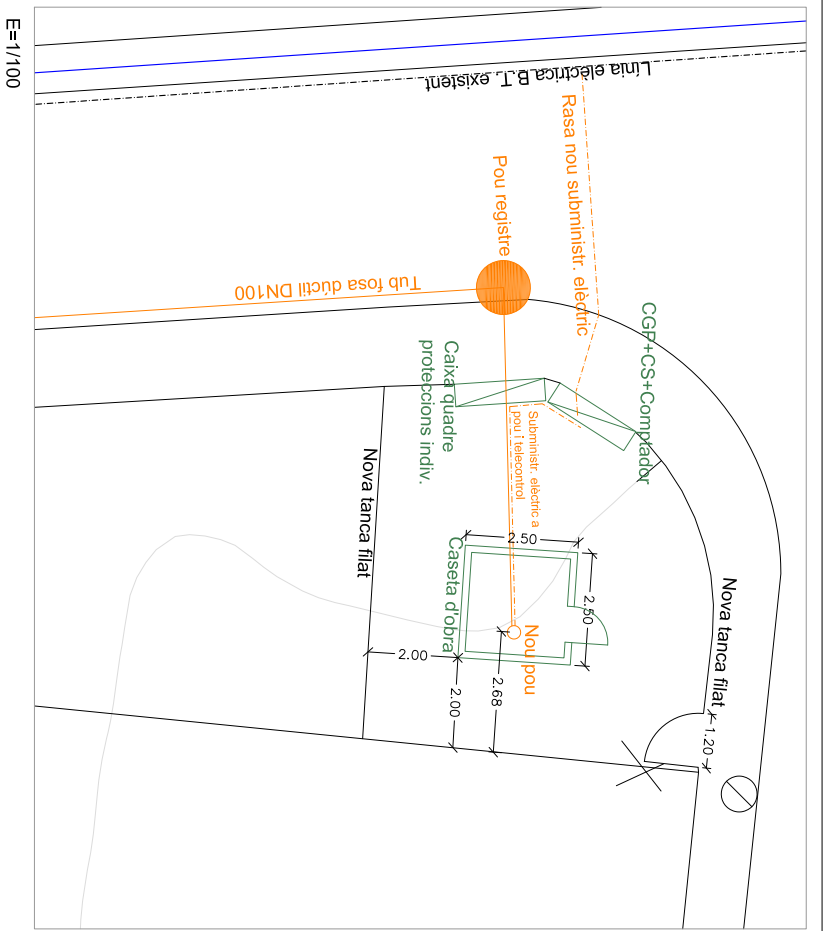 E=1/100
Línia elèctrica B.T. existent
Rasa nou subministr. elèctric
Pou registre
Tub fosa dúctil DN100
CGP+CS+Comptador
Caixa quadre
proteccions indiv.
Subministr. elèctric a
pou i telecontrol
Nova tanca filat
2.50
Caseta d'obra
2.50
Nou pou
Nova tanca filat
2.00
2.68
2.00
1.20